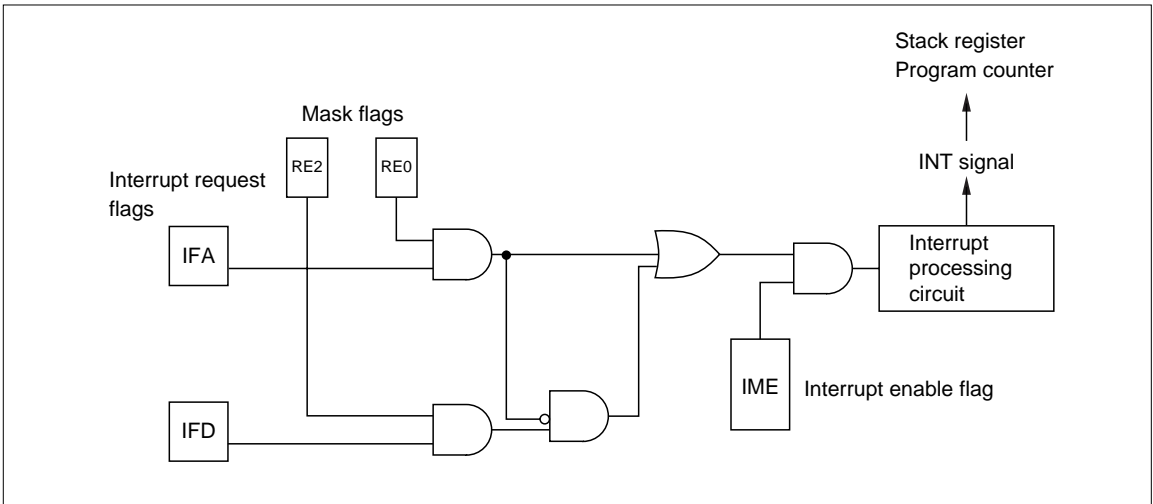 Stack register
Program counter
Mask flags
INT signal
RE2
RE0
Interrupt request
flags
IFA
Interrupt
processing
circuit
IME
Interrupt enable flag
IFD